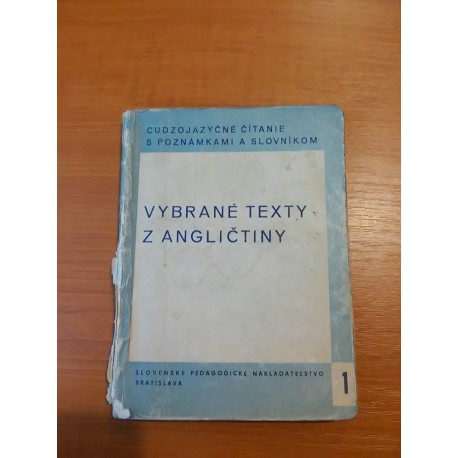 CUDZOJAZYČNÉ ČÍTANIE
S POZNÁMKAMI A SLOVNÍKOM
VYBRANÉ TEXTY
Z ANGLIČTINY
SLOVENSKÉ PEDAGOGICKÉ NAKLADATEĽSTVO
BRATISLAVA
1